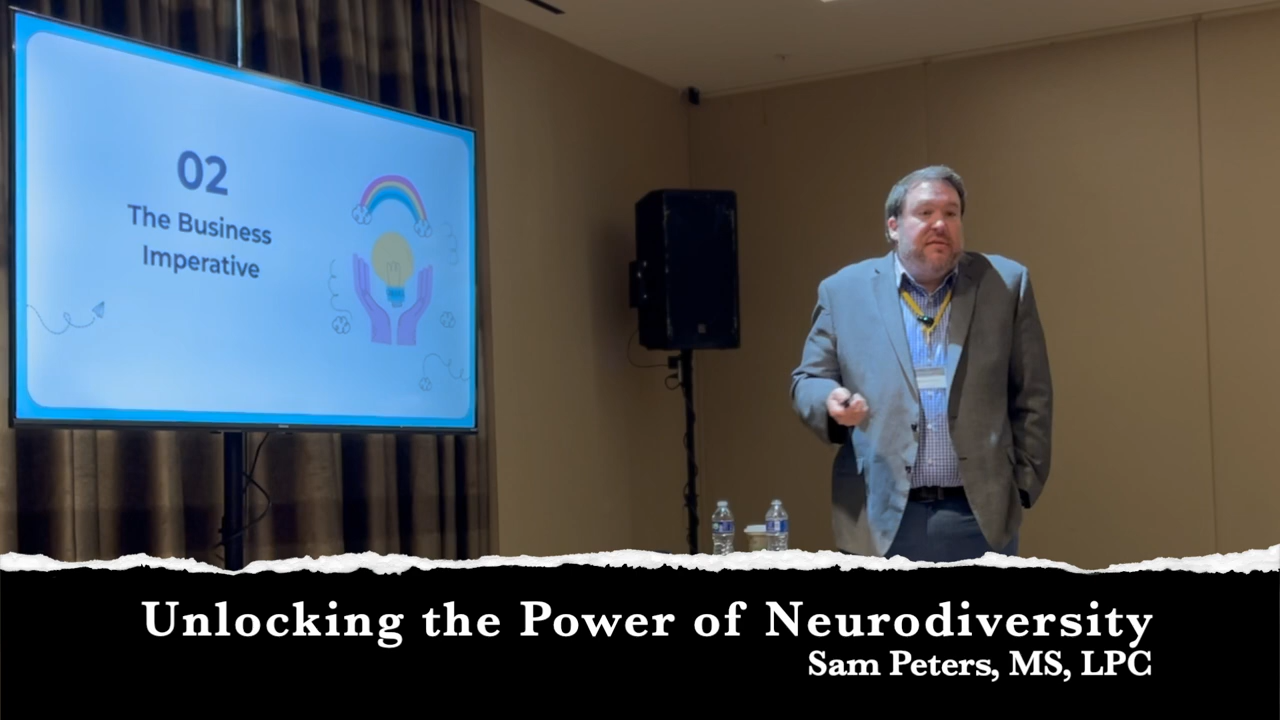 02
The Business
Imperative
Unlocking the Power of Neurodiversity
Sam Peters, MS, LPC